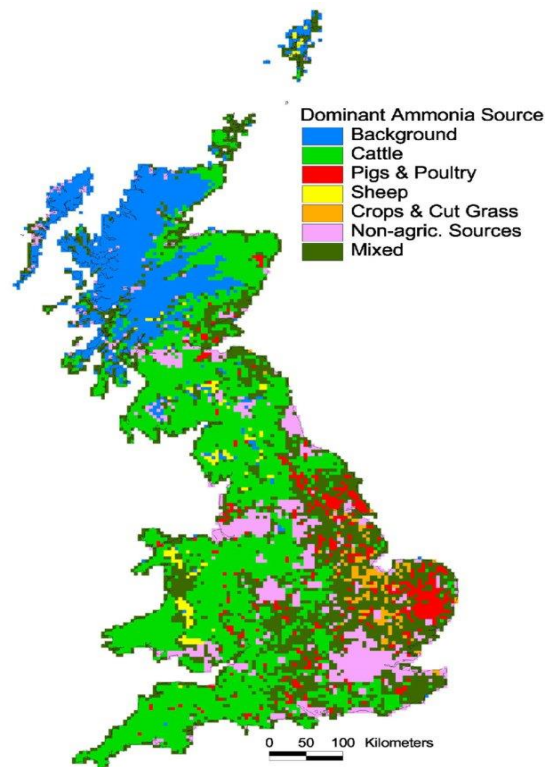 Dominant Ammonia Source
Background
Cattle
Pigs & Poultry
Sheep
Crops & Cut Grass
Non-agric. Sources
Mixed
0 50 100 Kilometers